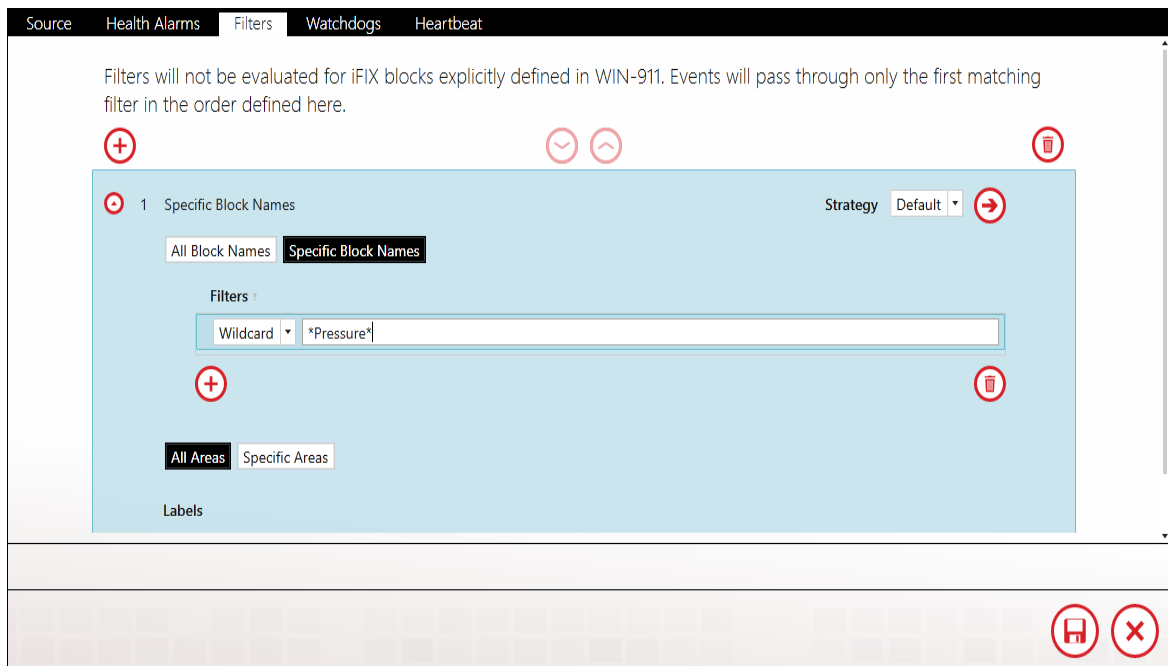 Source Health Alarms Filters Watchdogs Heartbeat
Filters will not be evaluated for iFIX blocks explicitly defined in WIN-911. Events will pass through only the first matching
filter in the order defined here.
1 Specific Block Names Strategy Default
All Block Names Specific Block Names
Filters ?
Wildcard *Pressure*
All Areas Specific Areas
Labels